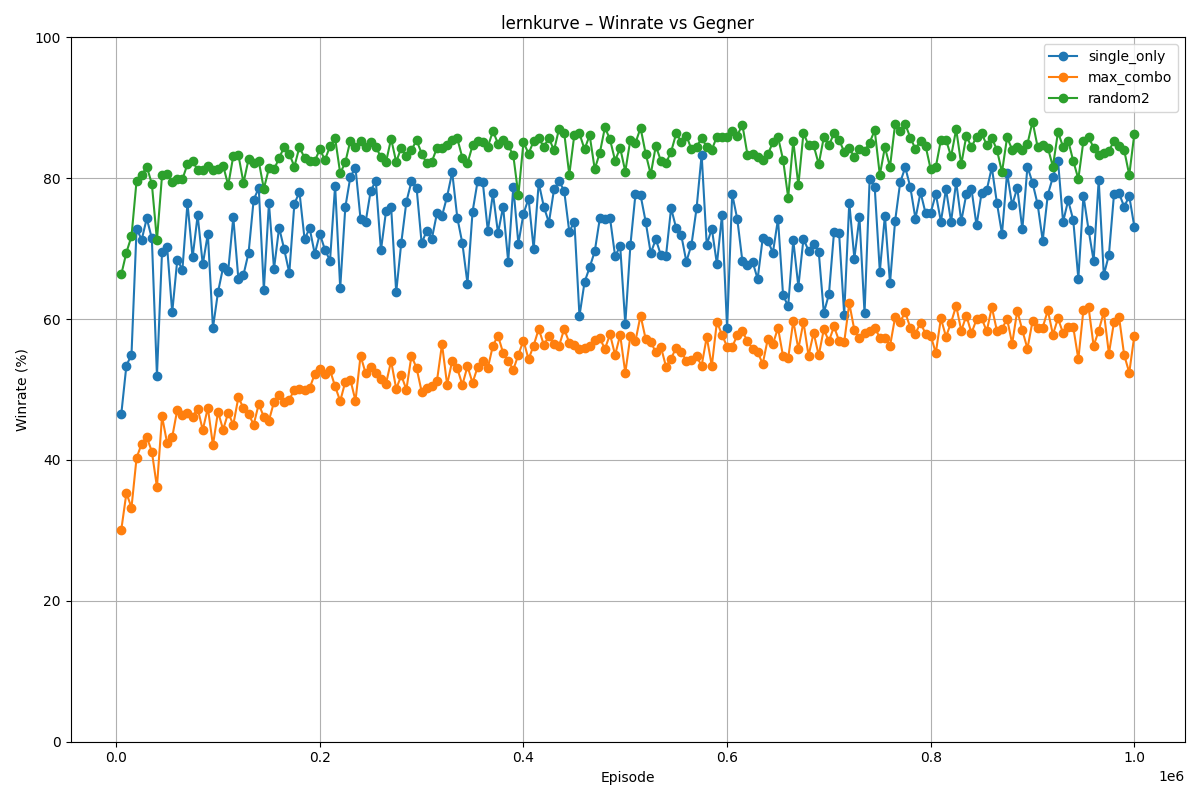 lernkurve – Winrate vs Gegner
single_only
max_combo
random2
Winrate (%)
100
80
60
40
20
0
0.0 0.2 0.4 0.6 0.8 1.0
1e6
Episode